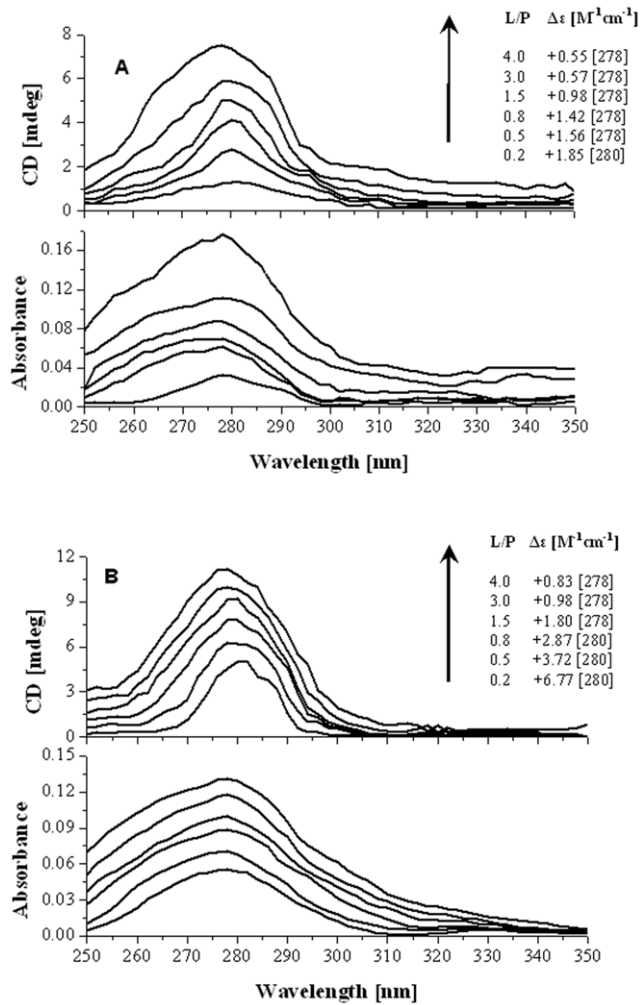 A
L/P Δε [M⁻¹cm⁻¹]
4.0 +0.55 [278]
3.0 +0.57 [278]
1.5 +0.98 [278]
0.8 +1.42 [278]
0.5 +1.56 [278]
0.2 +1.85 [280]
CD [mdeg]
8
6
4
2
0
Absorbance
0.16
0.12
0.08
0.04
0.00
250 260 270 280 290 300 310 320 330 340 350
Wavelength [nm]
B
L/P Δε [M⁻¹cm⁻¹]
4.0 +0.83 [278]
3.0 +0.98 [278]
1.5 +1.80 [278]
0.8 +2.87 [280]
0.5 +3.72 [280]
0.2 +6.77 [280]
CD [mdeg]
12
9
6
3
0
Absorbance
0.15
0.12
0.09
0.06
0.03
0.00
250 260 270 280 290 300 310 320 330 340 350
Wavelength [nm]